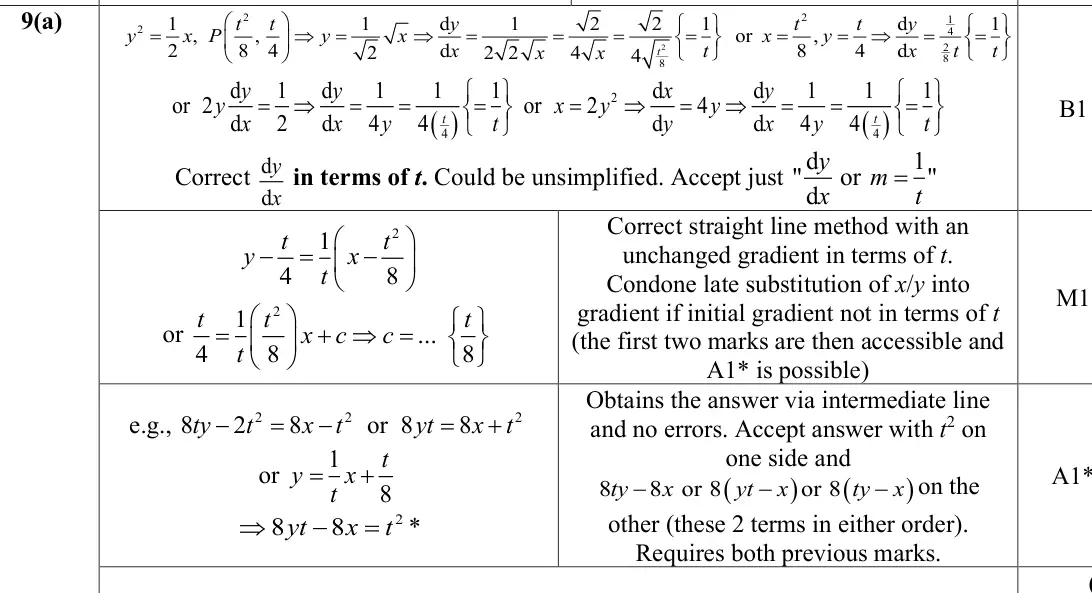 9(a)
y² = 1/2 x, P(t²/8, t/4) ⇒ y = 1/√2 √x ⇒ dy/dx = 1/(2√2√x) = √2/(4√x) = √2/(4√(t²/8)) {= 1/t} or x = t²/8, y = t/4 ⇒ dy/dx = (1/4)/(2/8 t) {= 1/t}
or 2y dy/dx = 1/2 ⇒ dy/dx = 1/(4y) = 1/(4(t/4)) {= 1/t} or x = 2y² ⇒ dx/dy = 4y ⇒ dy/dx = 1/(4y) = 1/(4(t/4)) {= 1/t}
B1
Correct dy/dx in terms of t. Could be unsimplified. Accept just "dy/dx or m = 1/t"
y − t/4 = 1/t (x − t²/8)
or t/4 = 1/t (t²/8) x + c ⇒ c = ... {t/8}
Correct straight line method with an
unchanged gradient in terms of t.
Condone late substitution of x/y into
gradient if initial gradient not in terms of t
(the first two marks are then accessible and
A1* is possible)
M1
e.g., 8ty − 2t² = 8x − t² or 8yt = 8x + t²
or y = 1/t x + t/8
⇒ 8yt − 8x = t² *
Obtains the answer via intermediate line
and no errors. Accept answer with t² on
one side and
8ty − 8x or 8(yt − x) or 8(ty − x) on the
other (these 2 terms in either order).
Requires both previous marks.
A1*